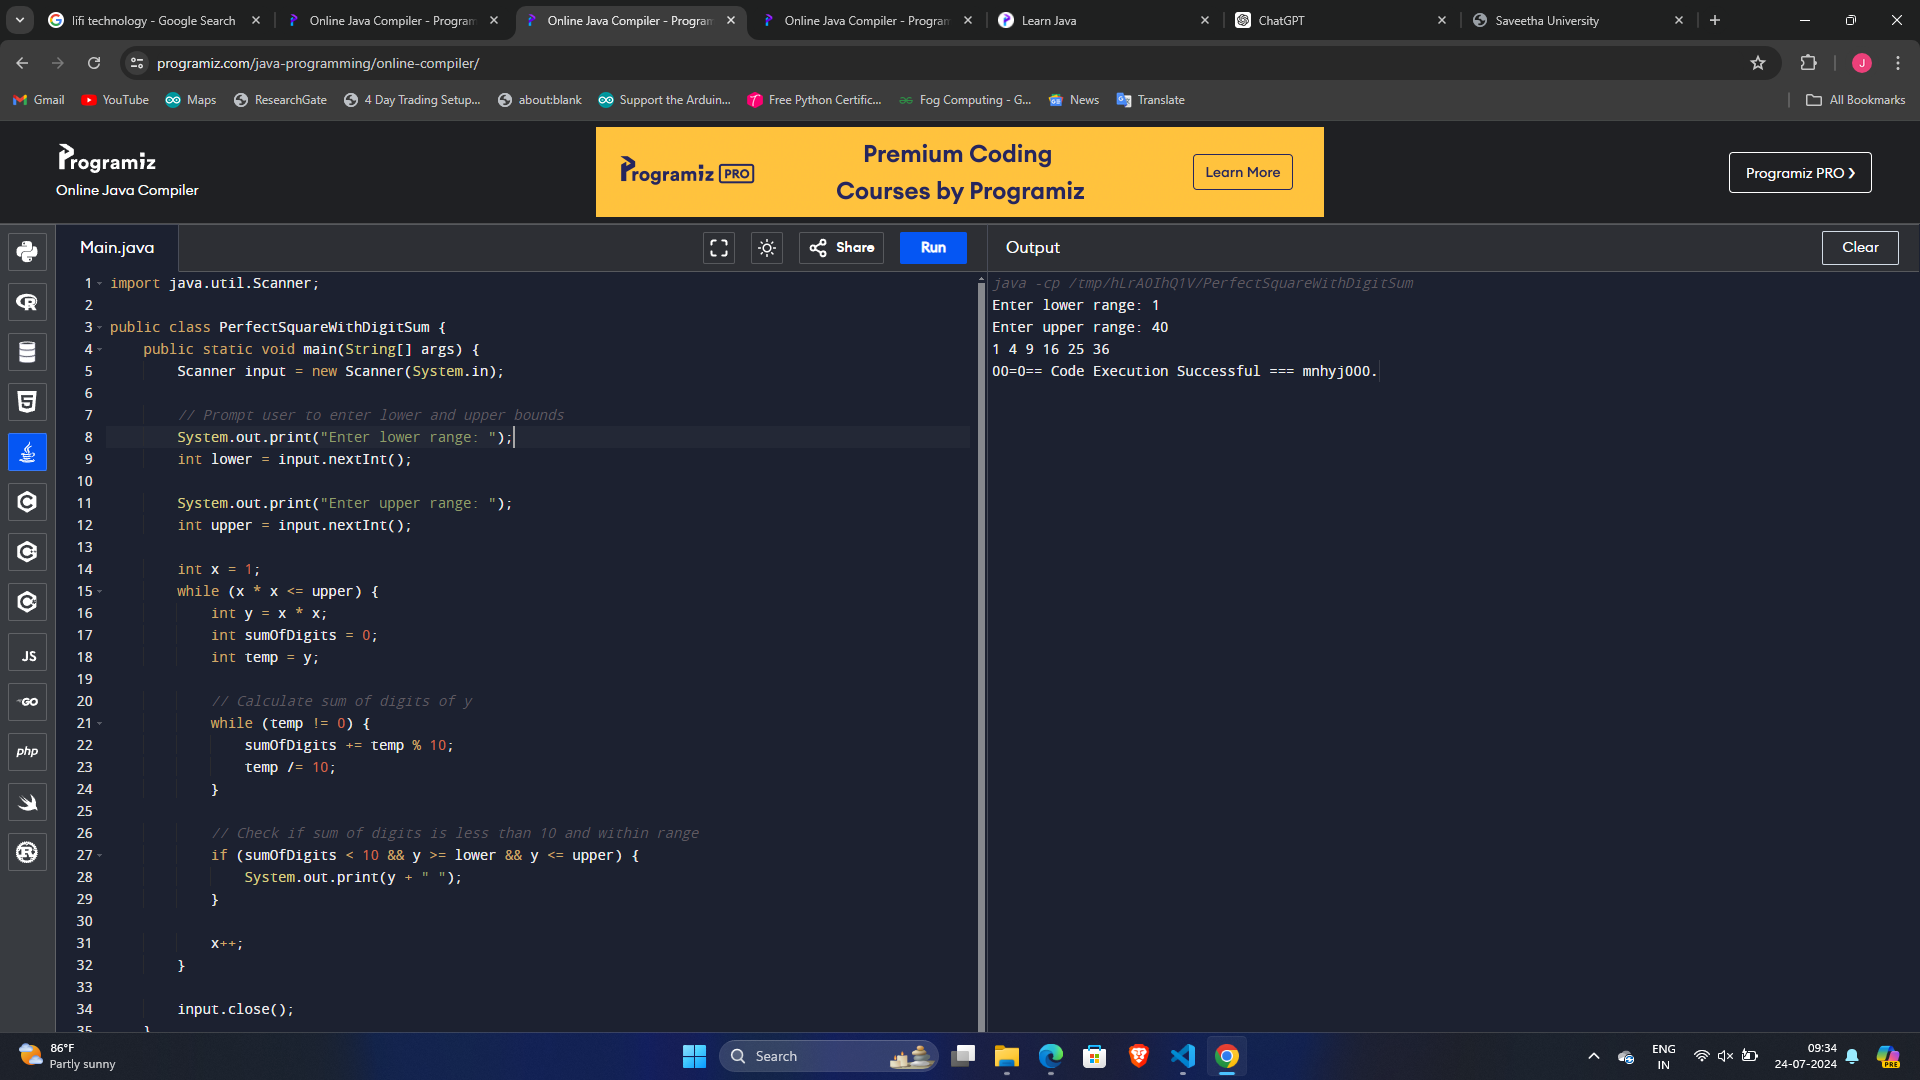 lifi technology - Google Search
Online Java Compiler - Program
Online Java Compiler - Program
Online Java Compiler - Program
Learn Java
ChatGPT
Saveetha University
programiz.com/java-programming/online-compiler/
J
Gmail
YouTube
Maps
ResearchGate
4 Day Trading Setup...
about:blank
Support the Arduin...
Free Python Certific...
Fog Computing - G...
News
Translate
All Bookmarks
Programiz
Online Java Compiler
Programiz PRO
Premium Coding
Courses by Programiz
Learn More
Programiz PRO
Main.java
Share
Run
Output
Clear
1 import java.util.Scanner;
2
3 public class PerfectSquareWithDigitSum {
4 public static void main(String[] args) {
5 Scanner input = new Scanner(System.in);
6
7 // Prompt user to enter lower and upper bounds
8 System.out.print("Enter lower range: ");
9 int lower = input.nextInt();
10
11 System.out.print("Enter upper range: ");
12 int upper = input.nextInt();
13
14 int x = 1;
15 while (x * x <= upper) {
16 int y = x * x;
17 int sumOfDigits = 0;
18 int temp = y;
19
20 // Calculate sum of digits of y
21 while (temp != 0) {
22 sumOfDigits += temp % 10;
23 temp /= 10;
24 }
25
26 // Check if sum of digits is less than 10 and within range
27 if (sumOfDigits < 10 && y >= lower && y <= upper) {
28 System.out.print(y + " ");
29 }
30
31 x++;
32 }
33
34 input.close();
35 }
java -cp /tmp/hLrAOIhQ1V/PerfectSquareWithDigitSum
Enter lower range: 1
Enter upper range: 40
1 4 9 16 25 36
00=0== Code Execution Successful === mnhyj000.
JS
GO
php
86°F
Partly sunny
Search
ENG
IN
09:34
24-07-2024
PRE